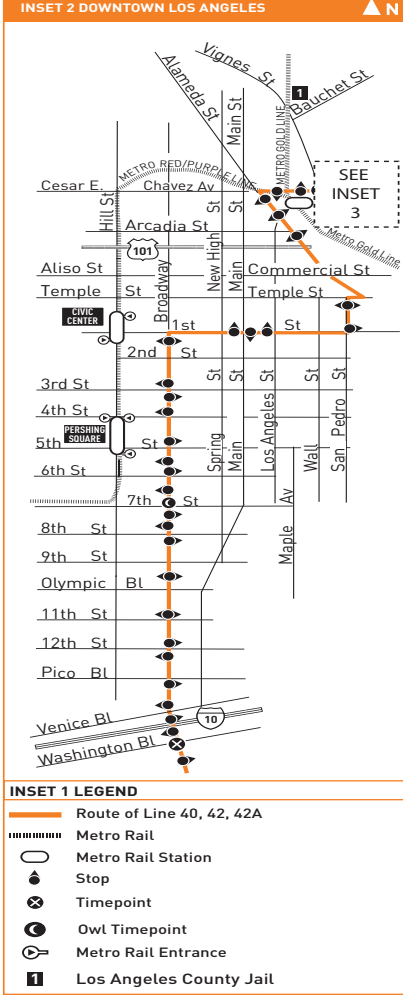 INSET 2 DOWNTOWN LOS ANGELES
N
Vignes St
Alameda St
Main St
METRO GOLD LINE
1
Bauchet St
METRO RED/PURPLE LINE
SEE
INSET
3
Cesar E. Chavez Av
Hill St
Arcadia St
New High St
Main St
Metro Gold Line
101
Broadway
Aliso St
Commercial St
Temple St
Temple St
CIVIC
CENTER
1st St
2nd St
3rd St
4th St
PERSHING
SQUARE
5th St
6th St
Spring St
Main St
Los Angeles St
Wall St
San Pedro St
7th St
Maple Av
8th St
9th St
Olympic Bl
11th St
12th St
Pico Bl
Venice Bl
10
Washington Bl
INSET 1 LEGEND
Route of Line 40, 42, 42A
Metro Rail
Metro Rail Station
Stop
Timepoint
Owl Timepoint
Metro Rail Entrance
1 Los Angeles County Jail